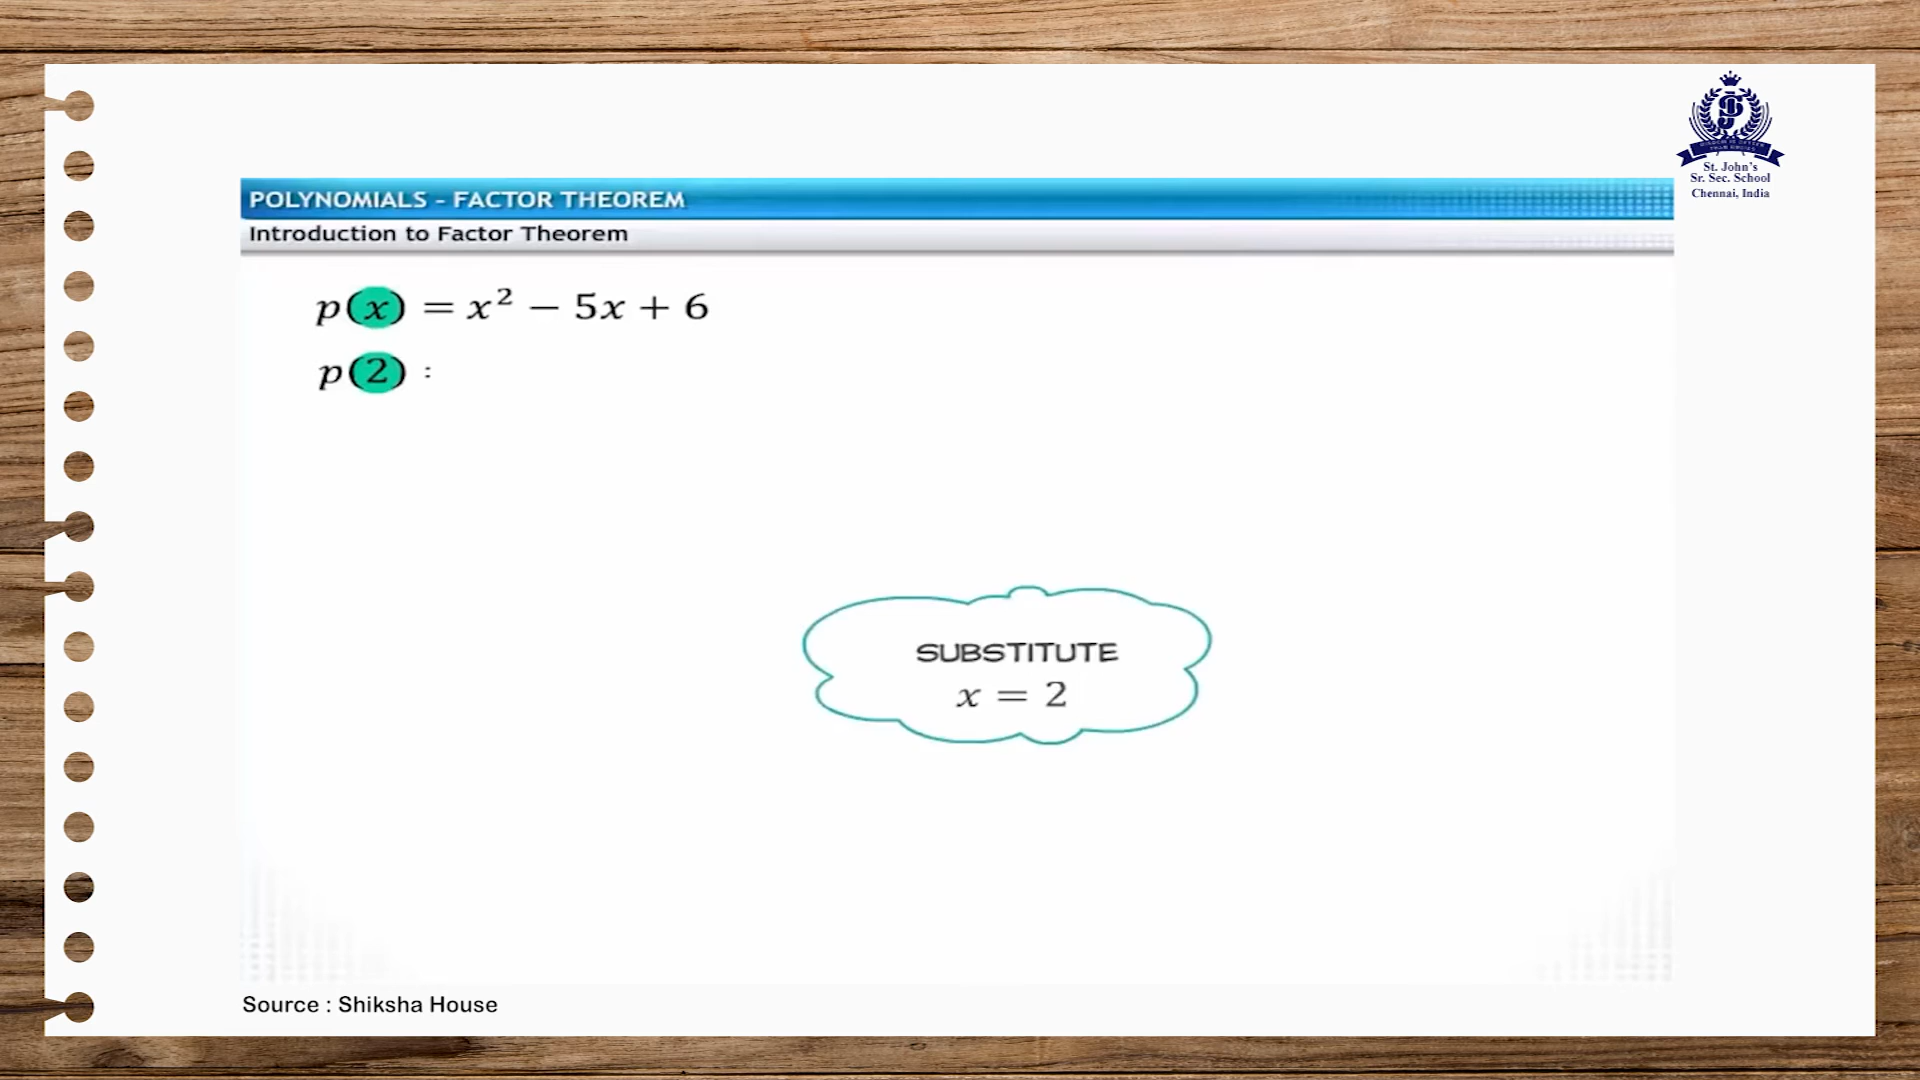 St. John's
Sr. Sec. School
Chennai, India
POLYNOMIALS - FACTOR THEOREM
Introduction to Factor Theorem
p(x) = x² − 5x + 6
p(2) :
SUBSTITUTE
x = 2
Source : Shiksha House